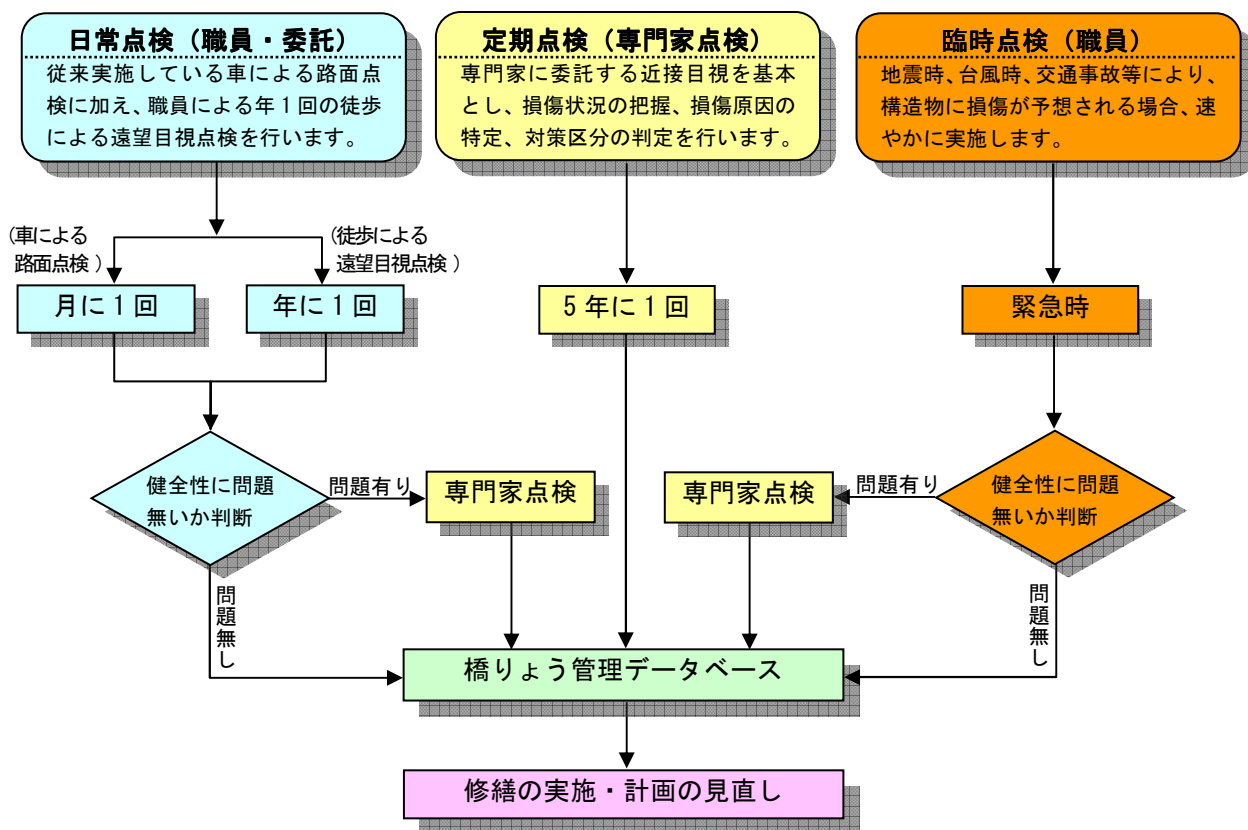 日常点検（職員・委託）
従来実施している車による路面点
検に加え、職員による年１回の徒歩
による遠望目視点検を行います。
定期点検（専門家点検）
専門家に委託する近接目視を基本
とし、損傷状況の把握、損傷原因の
特定、対策区分の判定を行います。
臨時点検（職員）
地震時、台風時、交通事故等により、
構造物に損傷が予想される場合、速
やかに実施します。
（車による
路面点検）
（徒歩による
遠望目視点検）
月に１回
年に１回
５年に１回
緊急時
健全性に問題
無いか判断
問題有り
専門家点検
専門家点検
問題有り
健全性に問題
無いか判断
問題無し
問題無し
橋りょう管理データベース
修繕の実施・計画の見直し